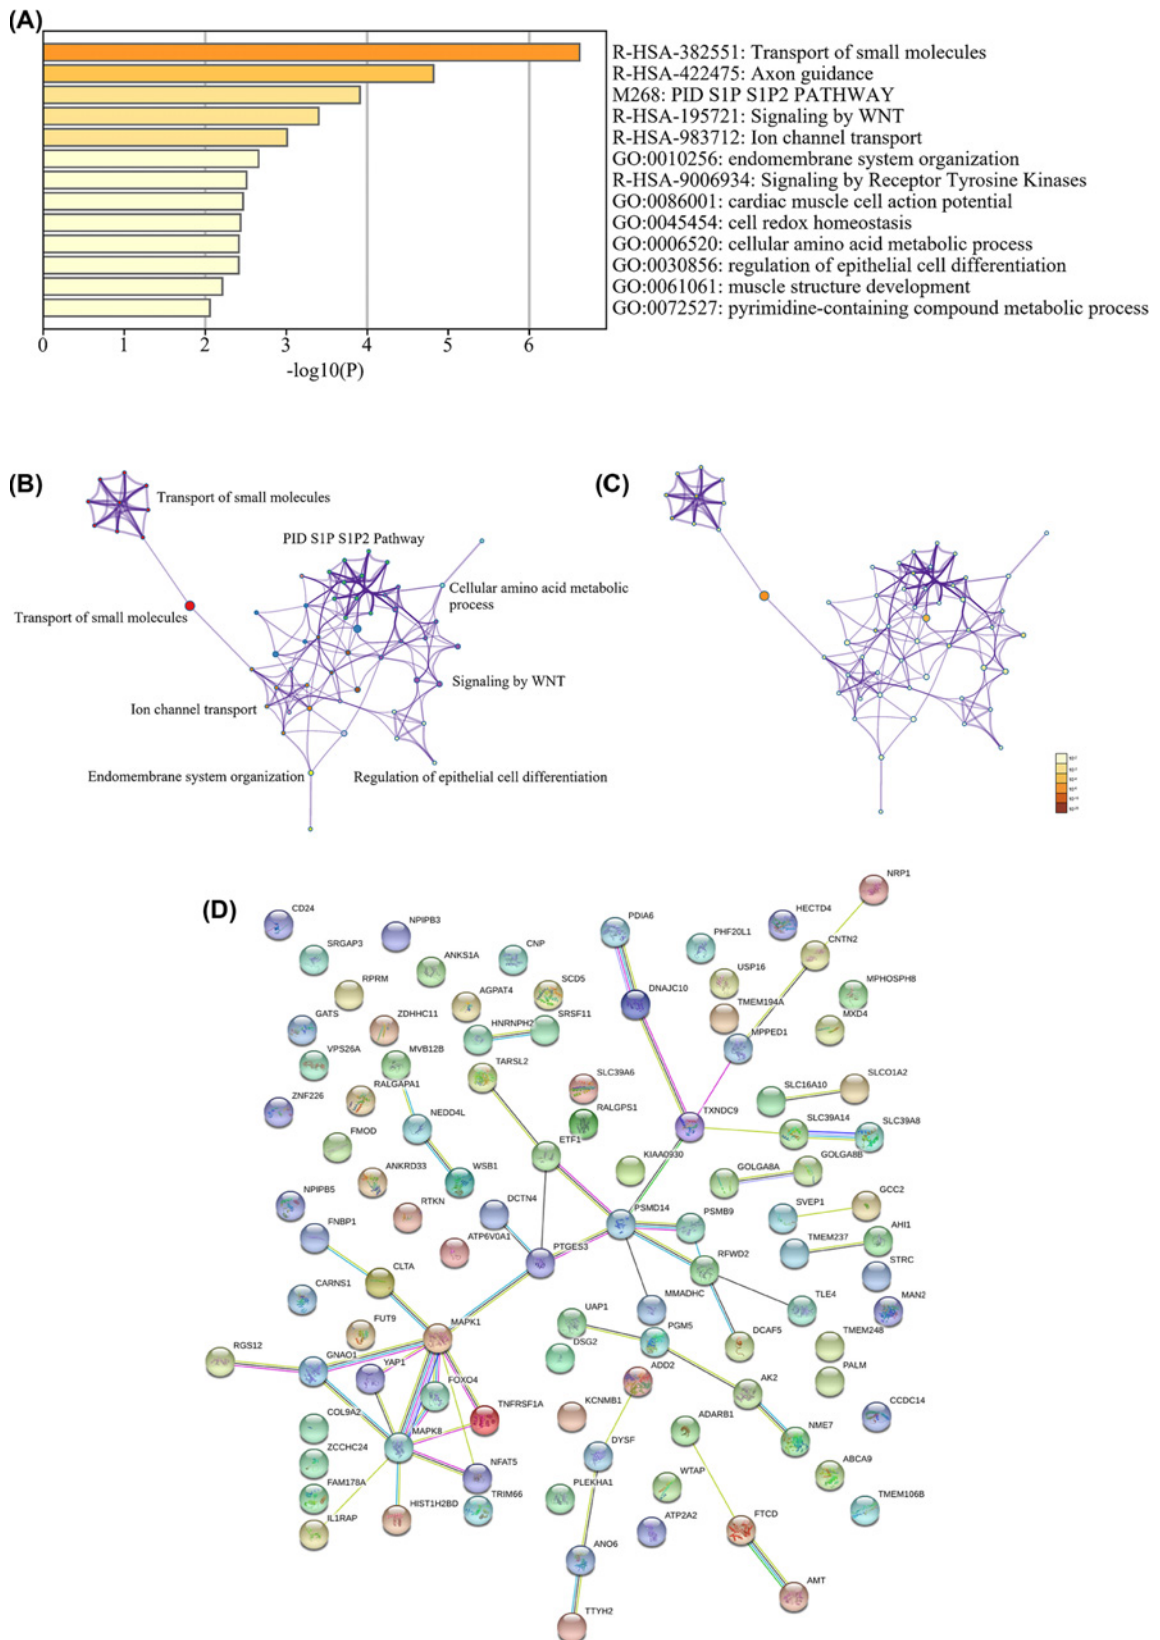 (A)
R-HSA-382551: Transport of small molecules
R-HSA-422475: Axon guidance
M268: PID S1P S1P2 PATHWAY
R-HSA-195721: Signaling by WNT
R-HSA-983712: Ion channel transport
GO:0010256: endomembrane system organization
R-HSA-9006934: Signaling by Receptor Tyrosine Kinases
GO:0086001: cardiac muscle cell action potential
GO:0045454: cell redox homeostasis
GO:0006520: cellular amino acid metabolic process
GO:0030856: regulation of epithelial cell differentiation
GO:0061061: muscle structure development
GO:0072527: pyrimidine-containing compound metabolic process
0 1 2 3 4 5 6
-log10(P)
(B)
Transport of small molecules
PID S1P S1P2 Pathway
Cellular amino acid metabolic
process
Transport of small molecules
Signaling by WNT
Ion channel transport
Endomembrane system organization
Regulation of epithelial cell differentiation
(C)
(D)
NRP1
CD24
NPIPB3
PDIA6
HECTD4
SRGAP3
ANKS1A
CNP
PHF20L1
CNTN2
RPRM
AGPAT4
SCD5
DNAJC10
USP16
MPHOSPH8
GATS
ZDHHC11
HNRNPH2
SRSF11
TMEM194A
MXD4
VPS26A
MVB12B
TARSL2
MPPED1
ZNF226
RALGAPA1
SLC39A6
SLC16A10
SLCO1A2
FMOD
NEDD4L
RALGPS1
TXNDC9
SLC39A14
SLC39A8
ETF1
KIAA0930
GOLGA8A
GOLGA8B
ANKRD33
WSB1
NPIPB5
RTKN
DCTN4
PSMD14
PSMB9
SVEP1
GCC2
FNBP1
ATP6V0A1
PTGES3
RFWD2
TMEM237
AHI1
STRC
CARNS1
CLTA
MMADHC
TLE4
MAN2
FUT9
MAPK1
UAP1
PGM5
DCAF5
TMEM248
RGS12
GNAO1
YAP1
FOXO4
DSG2
ADD2
AK2
PALM
COL9A2
TNFRSF1A
KCNMB1
ADARB1
NME7
CCDC14
ZCCHC24
MAPK8
NFAT5
DYSF
WTAP
ABCA9
FAM178A
HIST1H2BD
TRIM66
PLEKHA1
ATP2A2
FTCD
TMEM106B
IL1RAP
ANO6
AMT
TTYH2